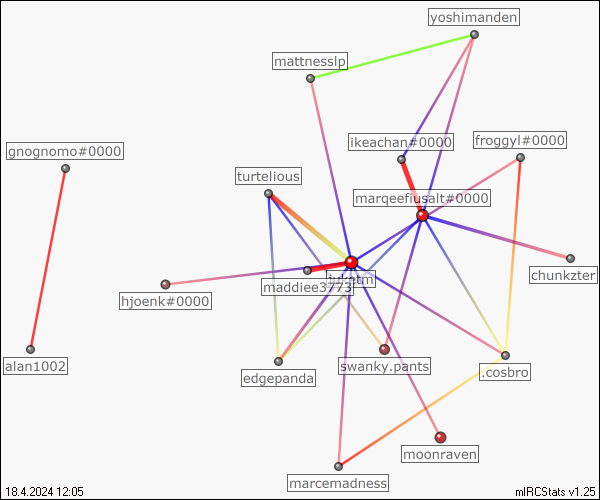 yoshimanden
mattnesslp
ikeachan#0000
froggyl#0000
gnognomo#0000
turtelious
marqeefiusalt#0000
chunkzter
maddiee3773
hjoenk#0000
alan1002
edgepanda
swanky.pants
.cosbro
moonraven
marcemadness
18.4.2024 12:05
mIRCStats v1.25